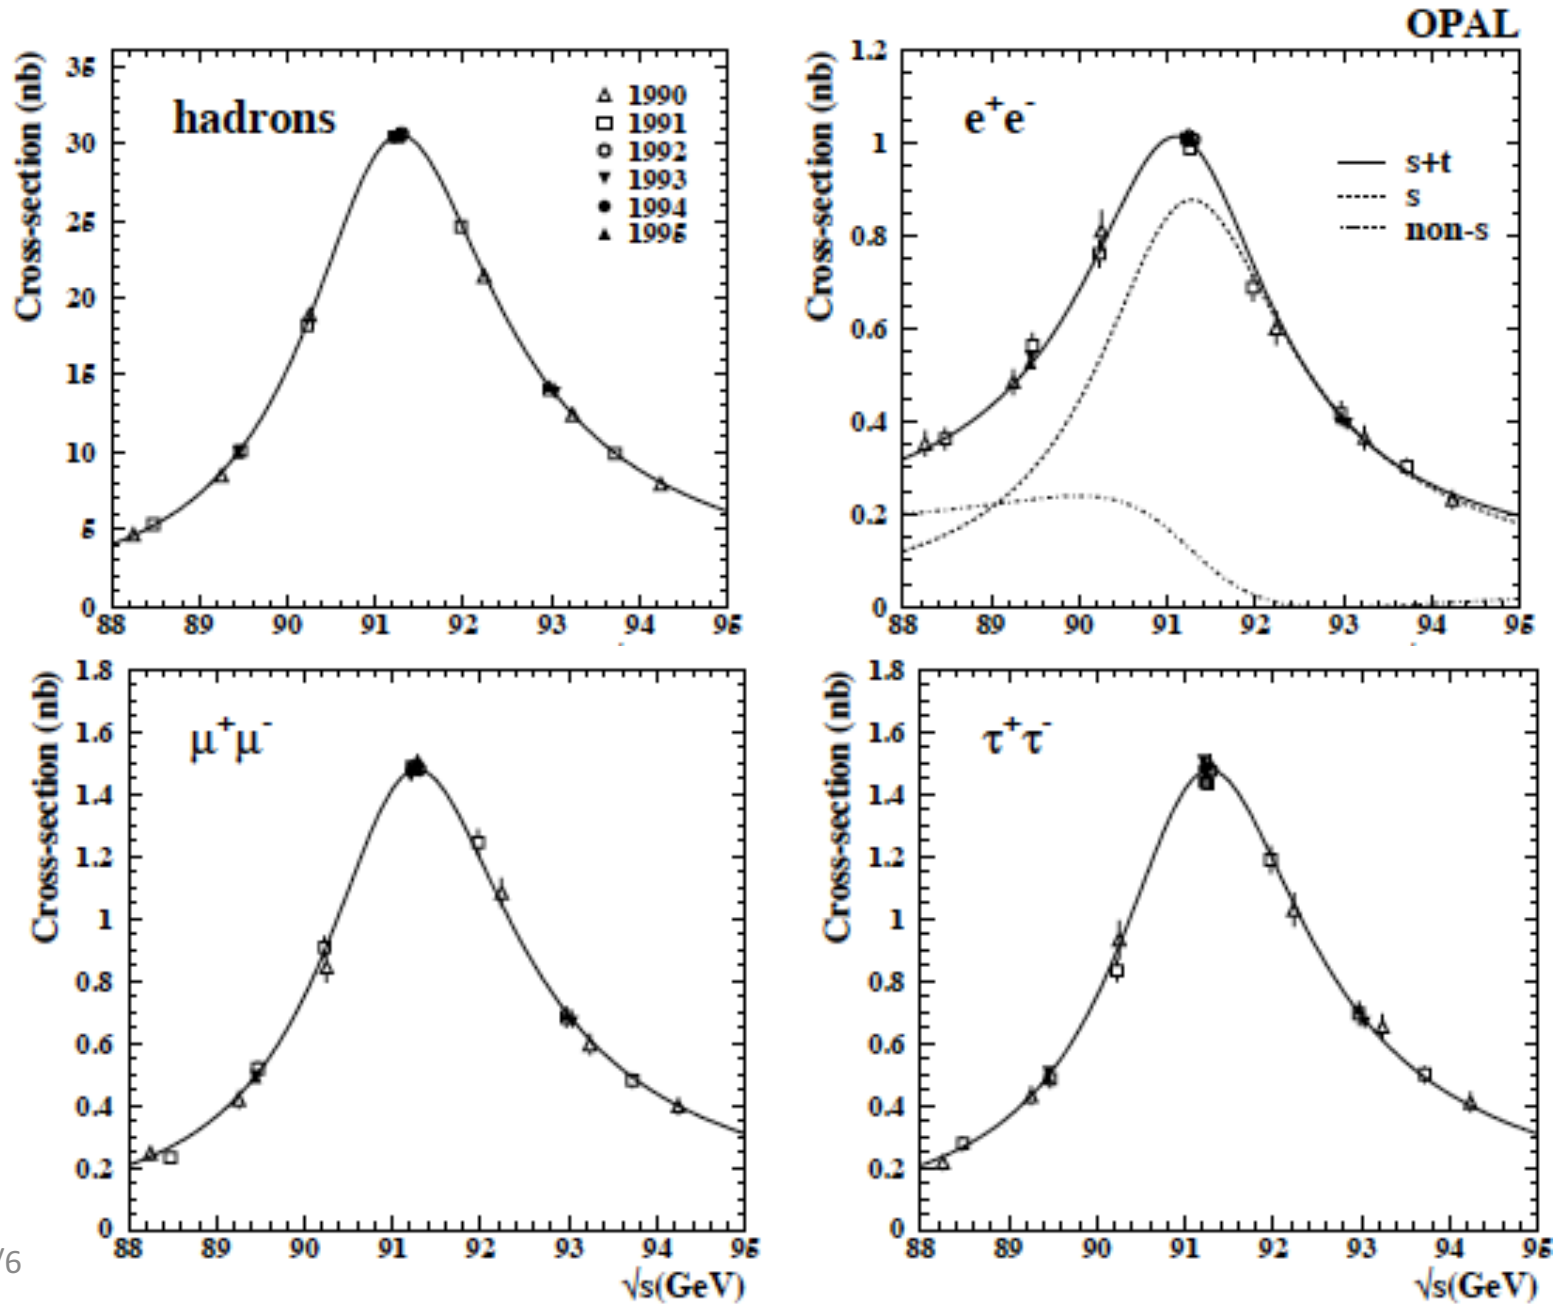 OPAL
Cross-section (nb)
35
30
25
20
15
10
5
0
hadrons
1990
1991
1992
1993
1994
1995
88 89 90 91 92 93 94 95
Cross-section (nb)
1.2
1
0.8
0.6
0.4
0.2
0
e+e-
s+t
s
non-s
88 89 90 91 92 93 94 95
Cross-section (nb)
1.8
1.6
1.4
1.2
1
0.8
0.6
0.4
0.2
0
μ+μ-
88 89 90 91 92 93 94 95
√s(GeV)
Cross-section (nb)
1.8
1.6
1.4
1.2
1
0.8
0.6
0.4
0.2
0
τ+τ-
88 89 90 91 92 93 94 95
√s(GeV)
/6